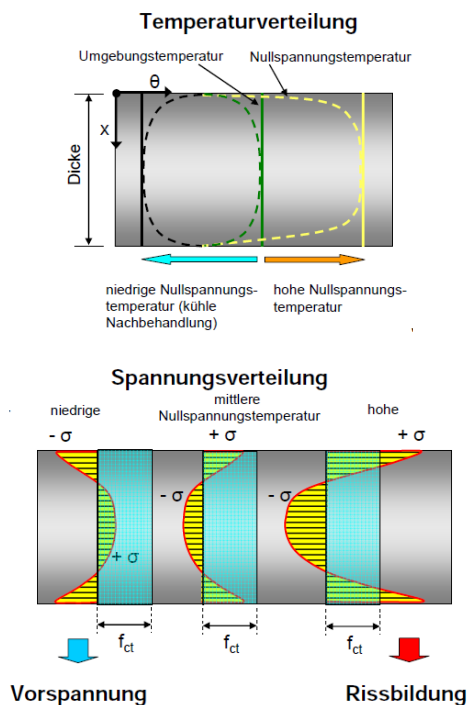 Temperaturverteilung
Umgebungstemperatur
Nullspannungstemperatur
θ
x
Dicke
niedrige Nullspannungs-
temperatur (kühle
Nachbehandlung)
hohe Nullspannungs-
temperatur
Spannungsverteilung
niedrige
mittlere
Nullspannungstemperatur
hohe
- σ
+ σ
+ σ
- σ
- σ
+ σ
f_ct
f_ct
f_ct
Vorspannung
Rissbildung